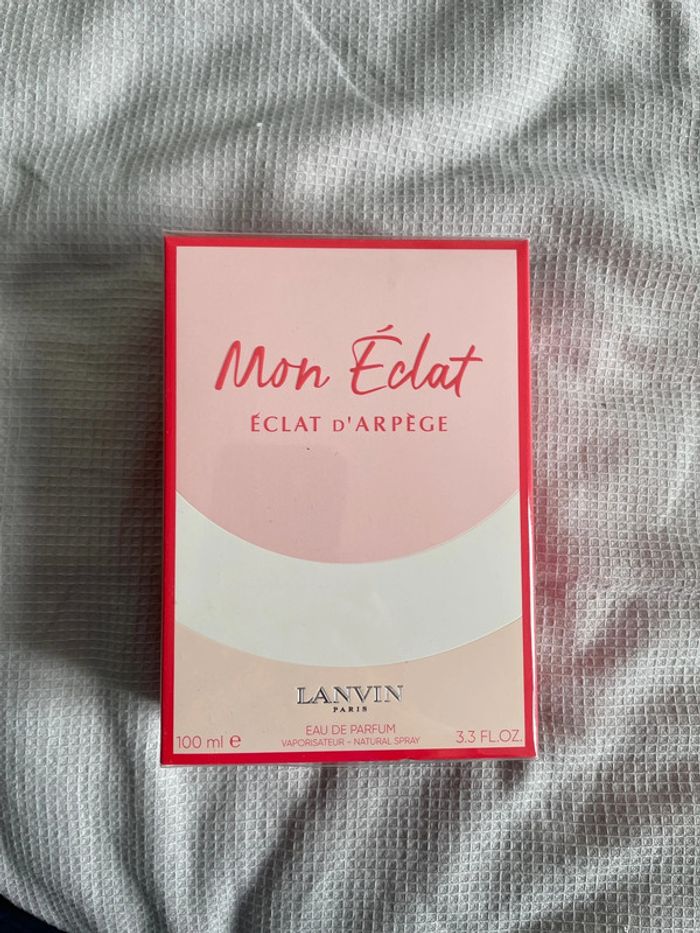 Mon Éclat
ÉCLAT D'ARPÈGE
LANVIN
PARIS
EAU DE PARFUM
VAPORISATEUR - NATURAL SPRAY
100 ml ℮
3.3 FL.OZ.